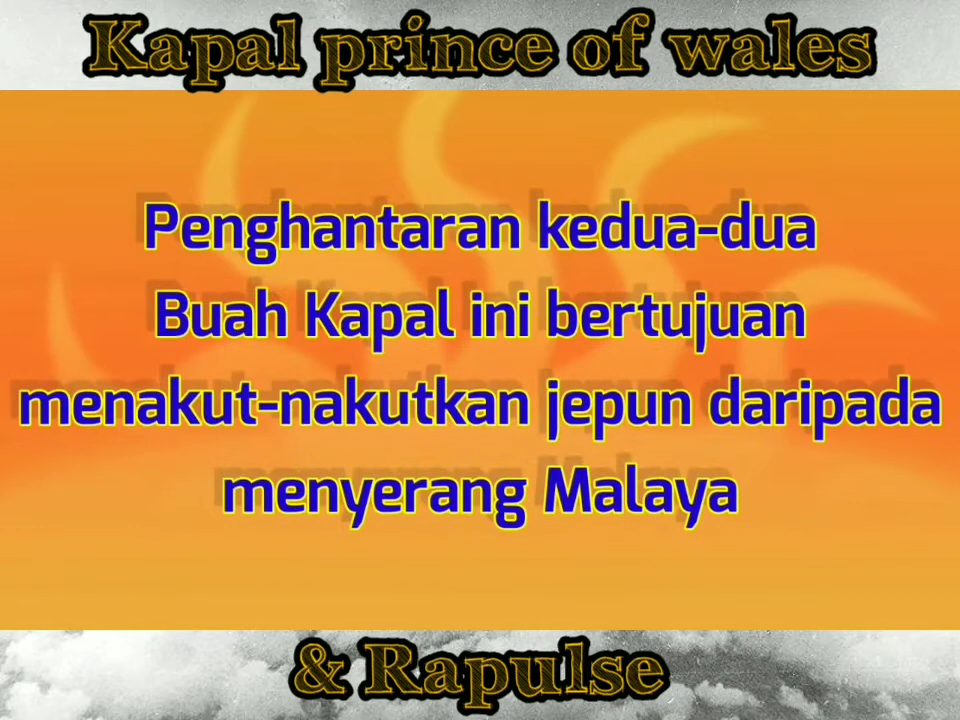 Kapal prince of wales
Penghantaran kedua-dua
Buah Kapal ini bertujuan
menakut-nakutkan jepun daripada
menyerang Malaya
& Rapulse